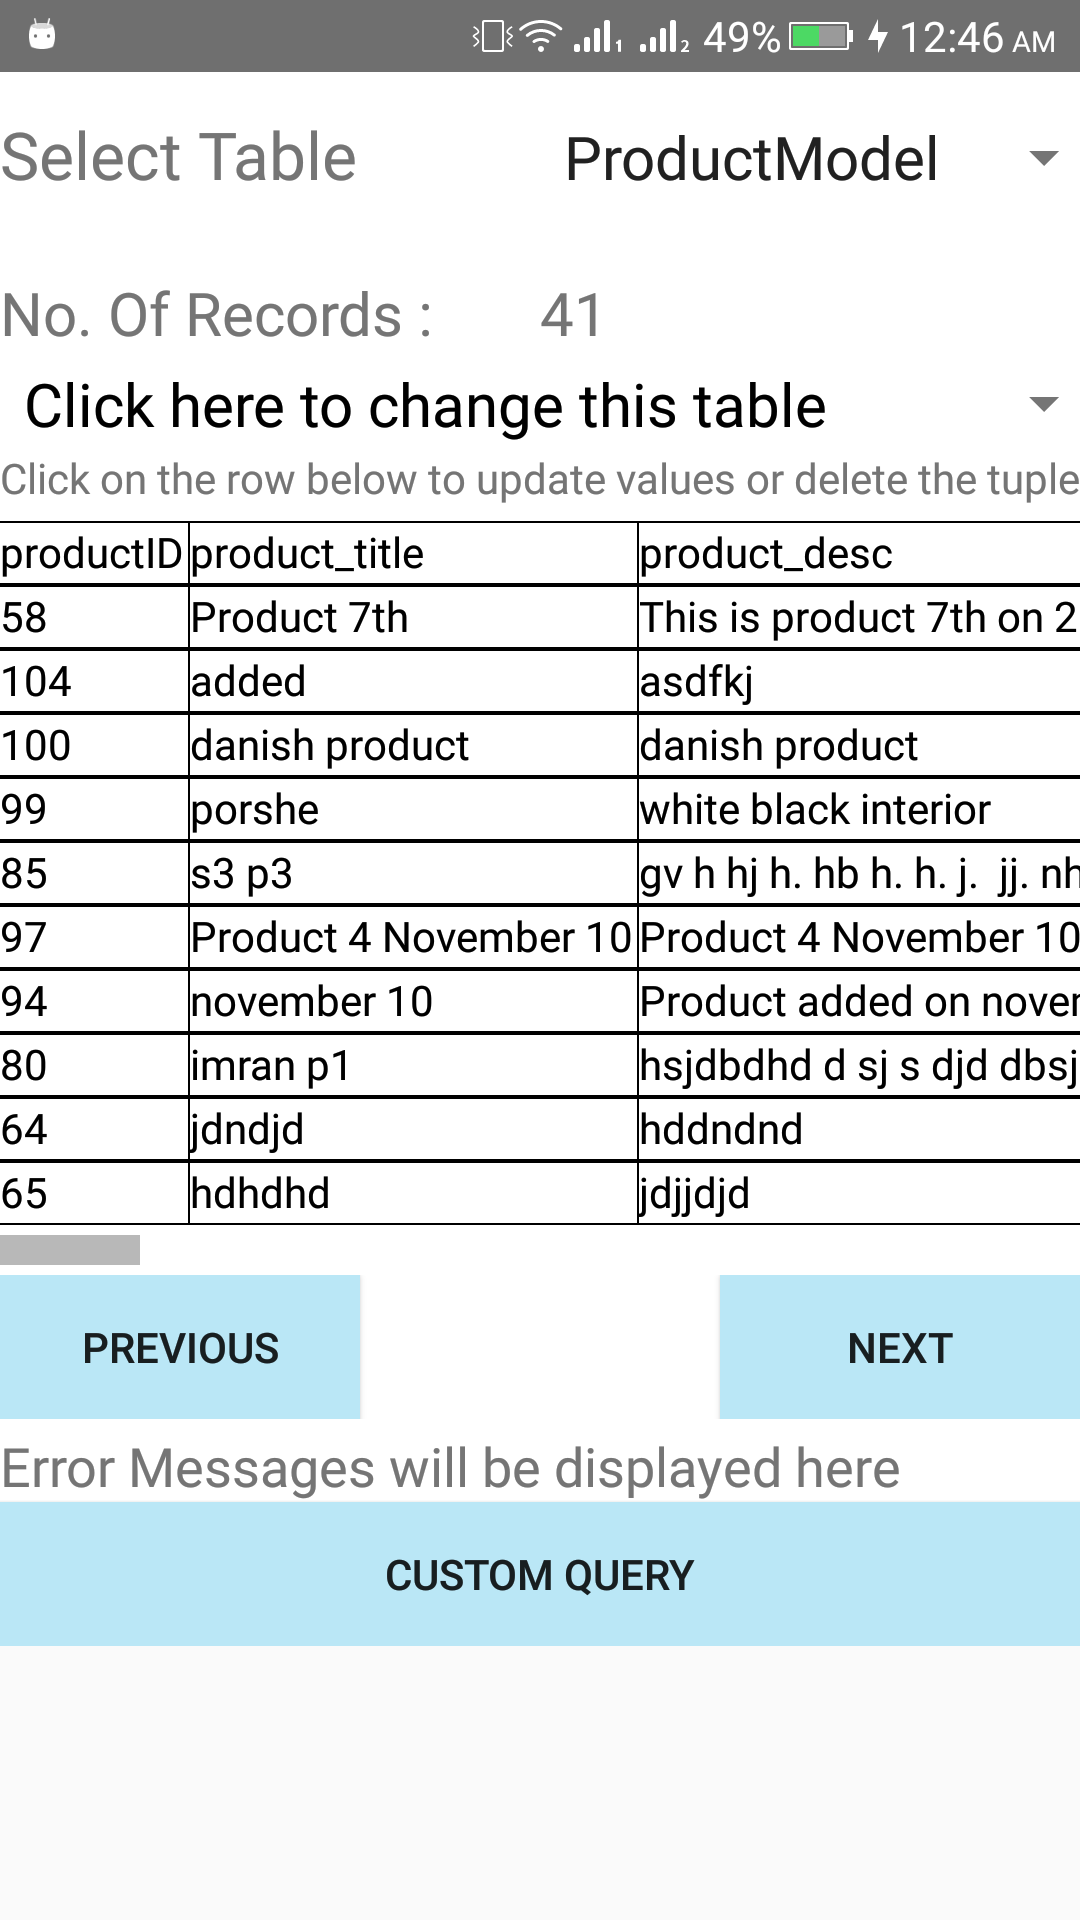 1 2 49% 12:46 AM
Select Table ProductModel
No. Of Records : 41
Click here to change this table
Click on the row below to update values or delete the tuple
productID product_title product_desc
58 Product 7th This is product 7th on 2
104 added asdfkj
100 danish product danish product
99 porshe white black interior
85 s3 p3 gv h hj h. hb h. h. j.  jj. nh
97 Product 4 November 10 Product 4 November 10
94 november 10 Product added on nover
80 imran p1 hsjdbdhd d sj s djd dbsj
64 jdndjd hddndnd
65 hdhdhd jdjjdjd
PREVIOUS NEXT
Error Messages will be displayed here
CUSTOM QUERY